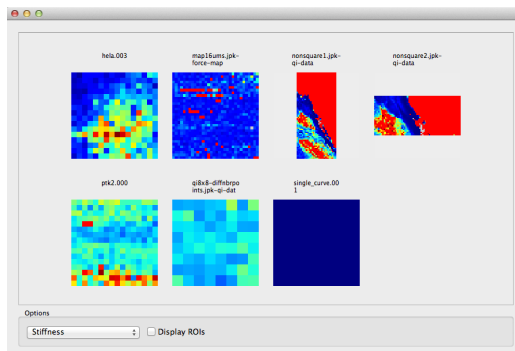 hela.003
map16ums.jpk-
force-map
nonsquare1.jpk-
qi-data
nonsquare2.jpk-
qi-data
ptk2.000
qi8x8-diffnbrpo
ints.jpk-qi-dat
single_curve.00
1
Options
Stiffness
Display ROIs